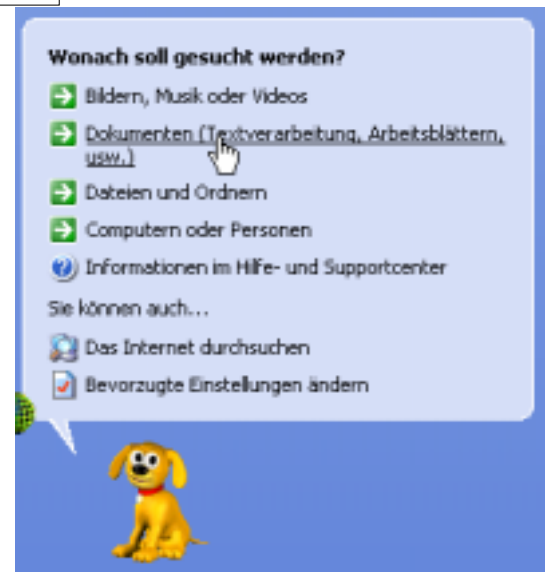 Wonach soll gesucht werden?
Bildern, Musik oder Videos
Dokumenten (Textverarbeitung, Arbeitsblättern,
usw.)
Dateien und Ordnern
Computern oder Personen
Informationen im Hilfe- und Supportcenter
Sie können auch...
Das Internet durchsuchen
Bevorzugte Einstellungen ändern